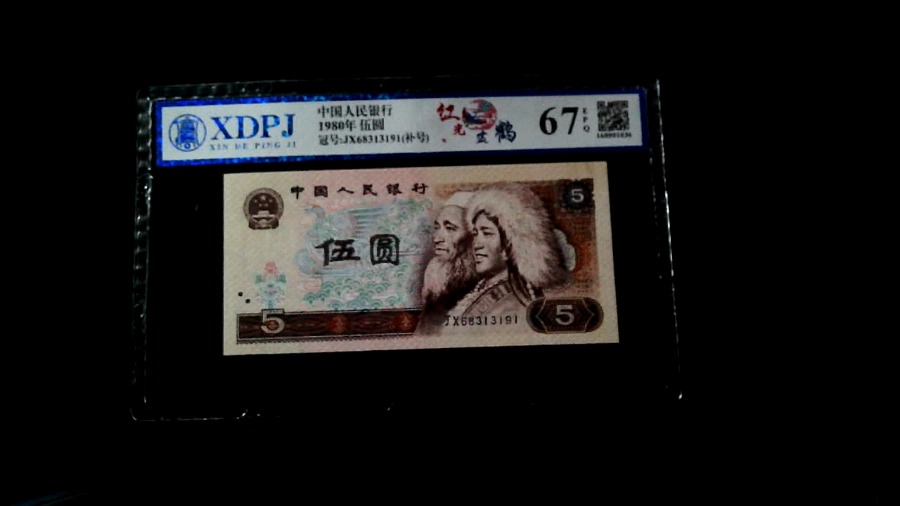 XDPJ
XIN DE PING JI
中国人民银行
1980年 伍圆
冠号:JX68313191(补号)
红
光
蓝
鹤
67
EPQ
中国人民银行
5
伍圆
5
JX68313191
5